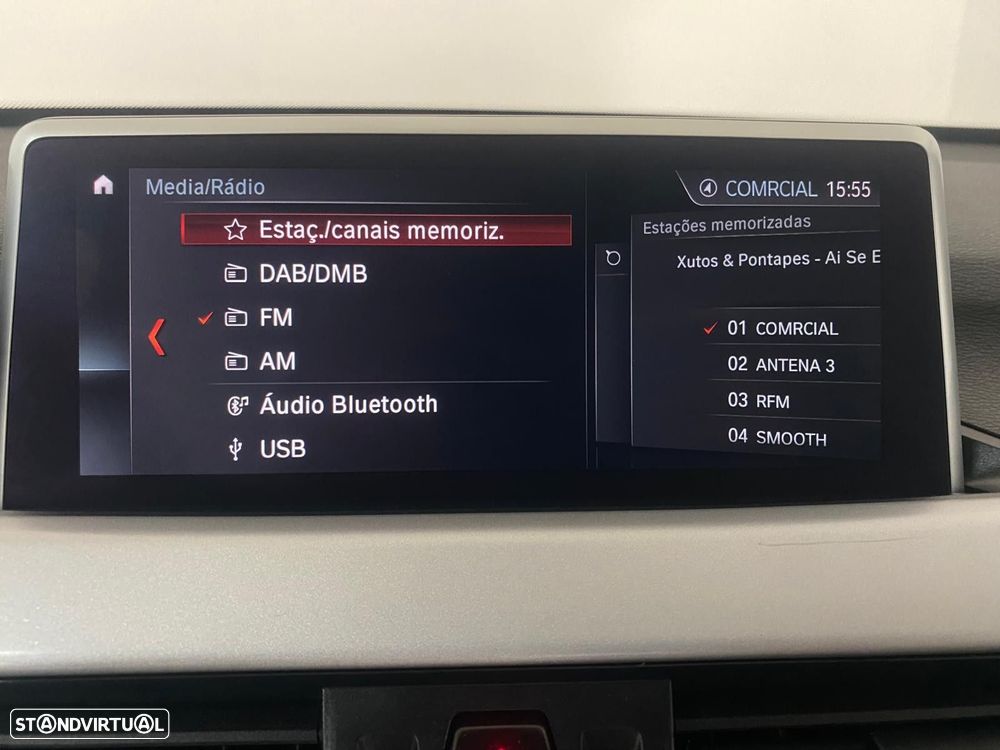 Media/Rádio
COMRCIAL 15:55
Estaç./canais memoriz.
DAB/DMB
FM
AM
Áudio Bluetooth
USB
Estações memorizadas
Xutos & Pontapes - Ai Se E
01 COMRCIAL
02 ANTENA 3
03 RFM
04 SMOOTH
STANDVIRTUAL